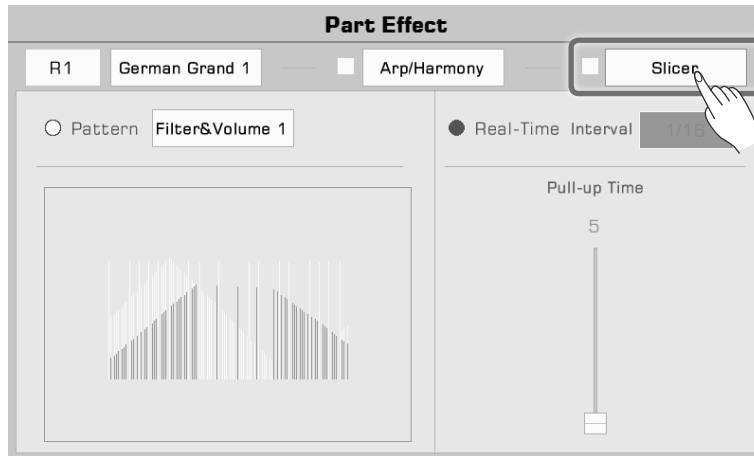 Part Effect
R1 German Grand 1 Arp/Harmony Slicer
Pattern Filter&Volume 1 Real-Time Interval 1/16
Pull-up Time
5